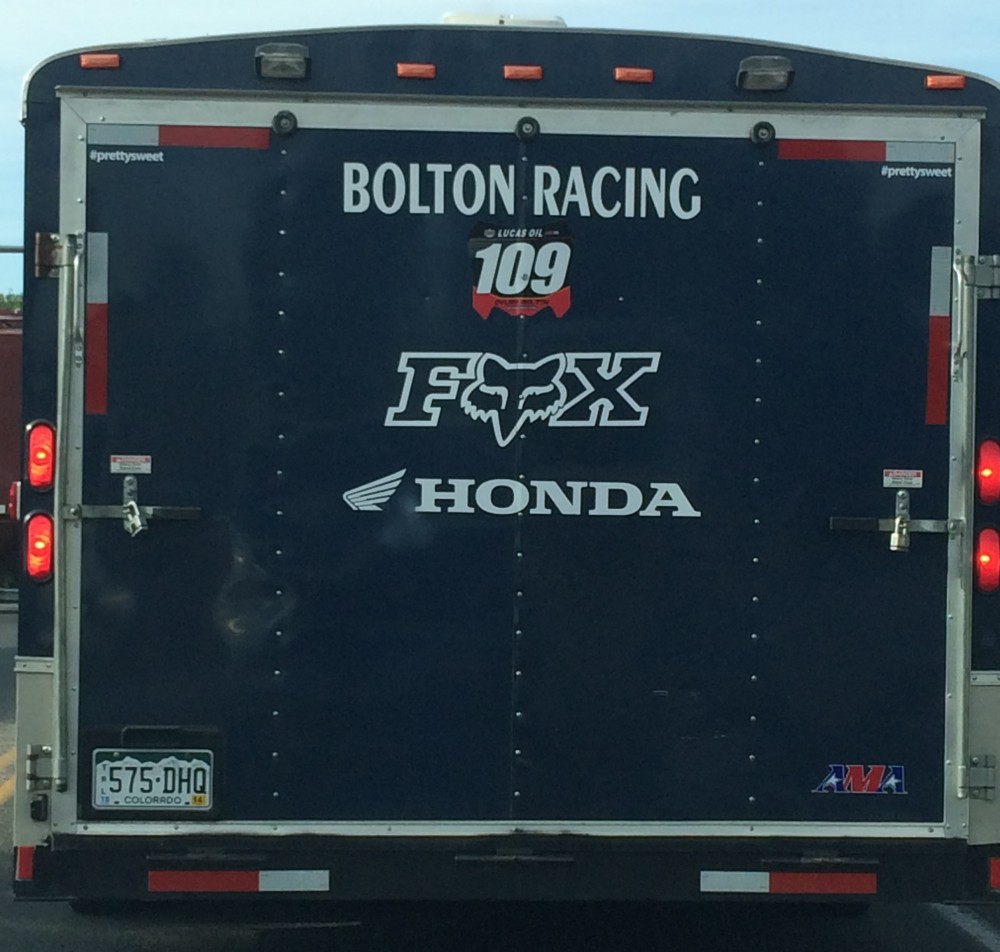 #prettysweet
#prettysweet
BOLTON RACING
LUCAS OIL
109
FOX
HONDA
575·DHQ
COLORADO
AMA